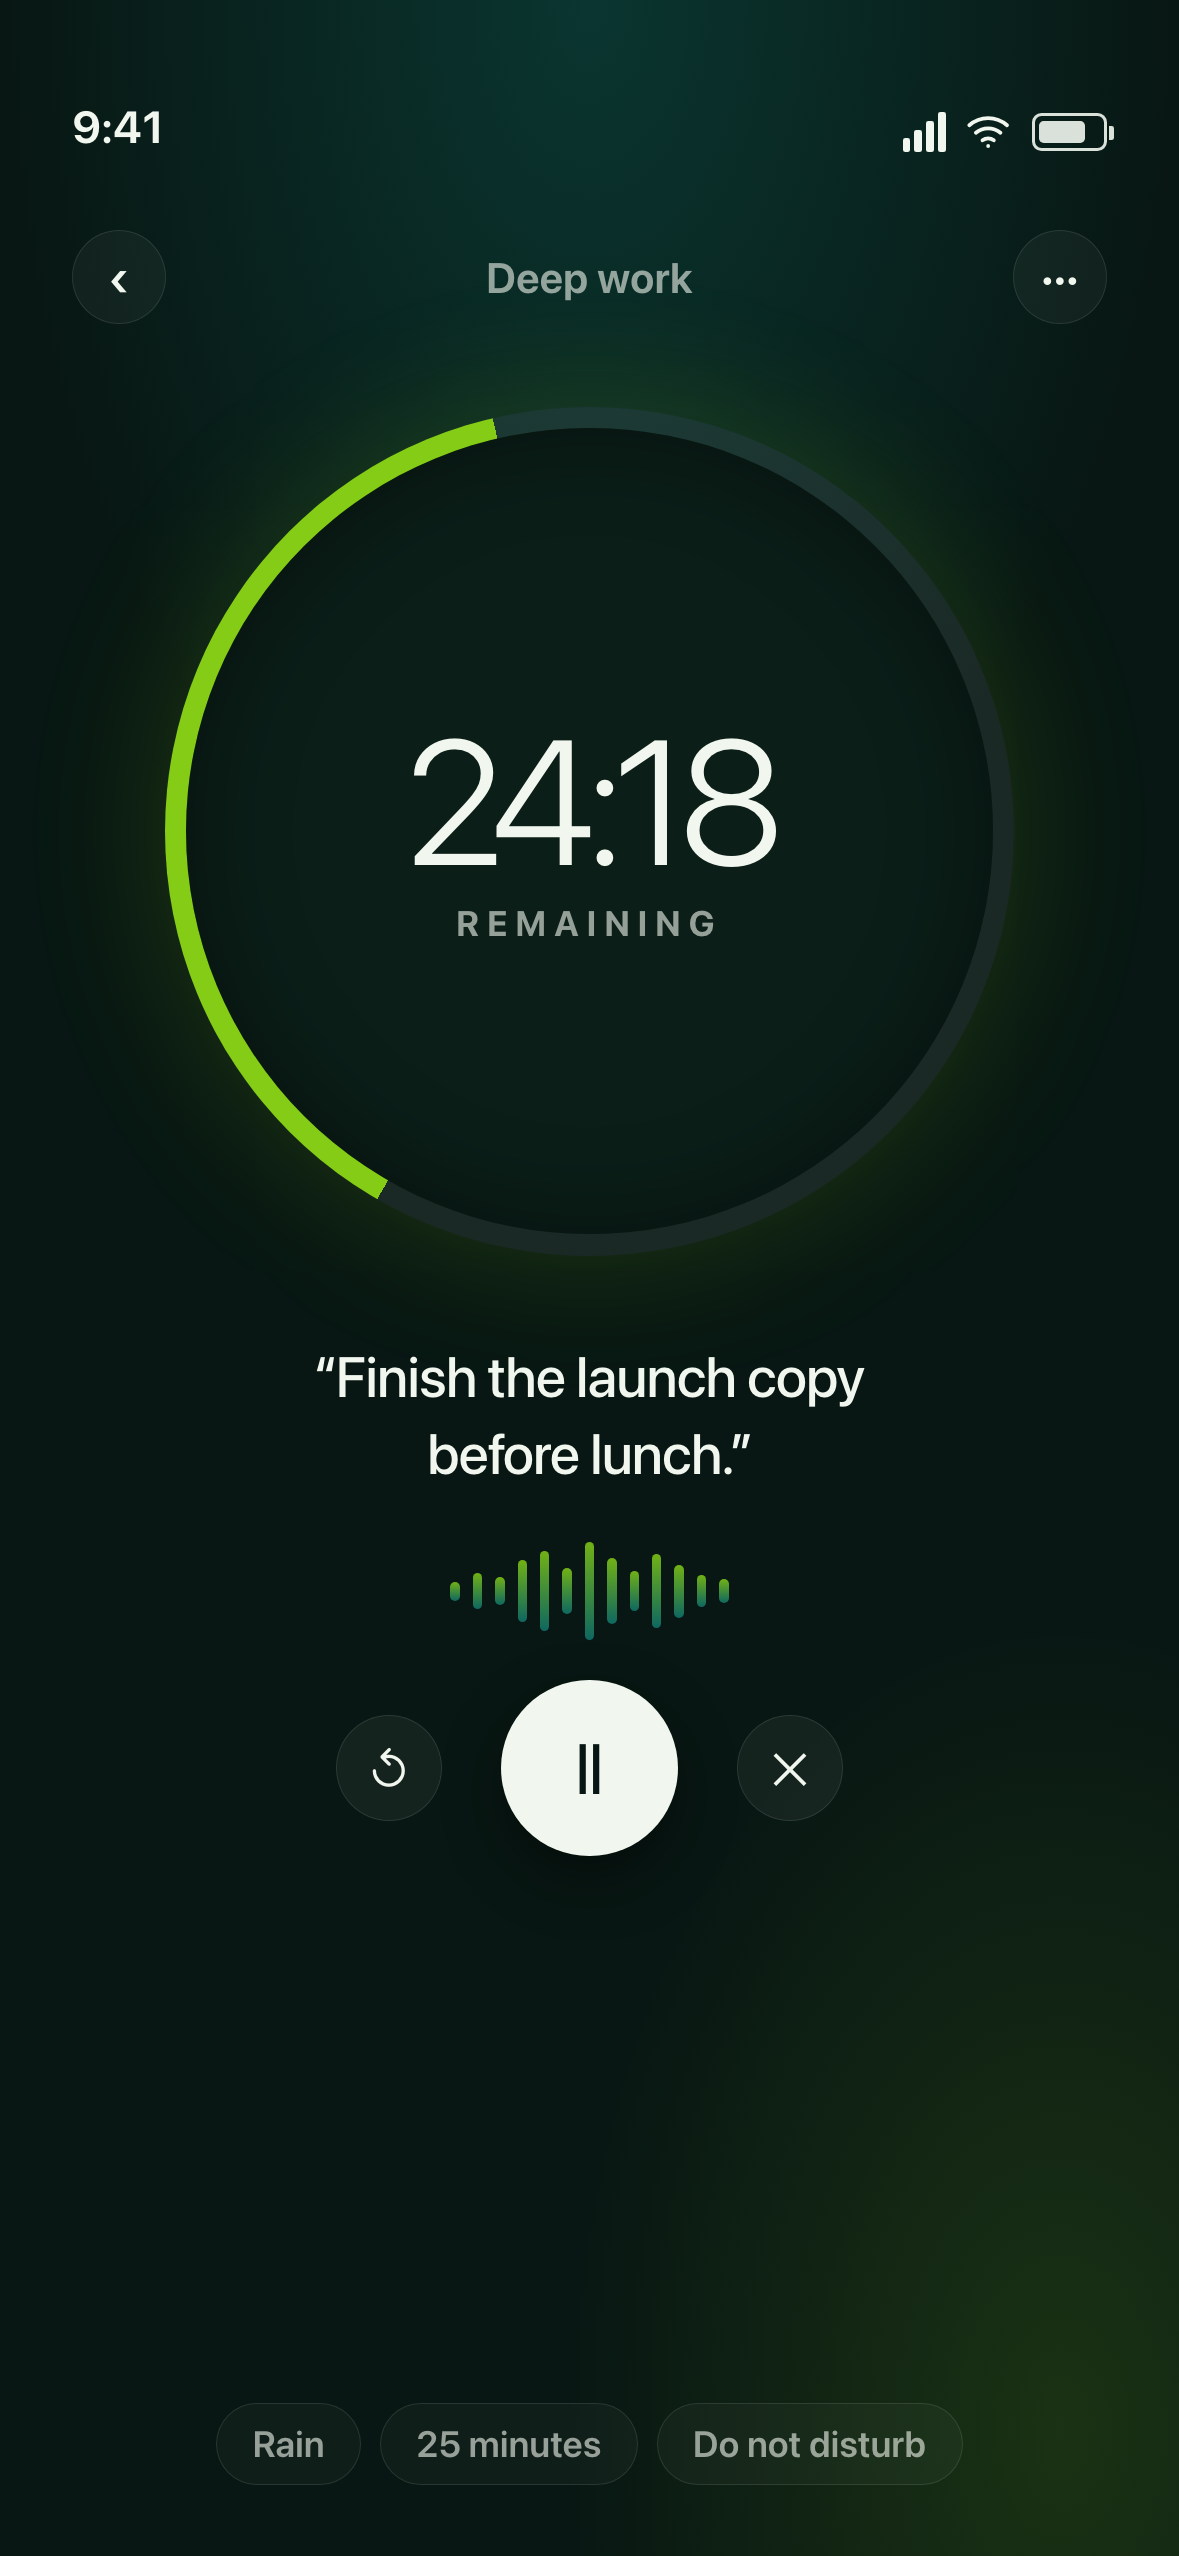 9:41
Deep work
24:18
REMAINING
“Finish the launch copy
before lunch.”
Rain
25 minutes
Do not disturb